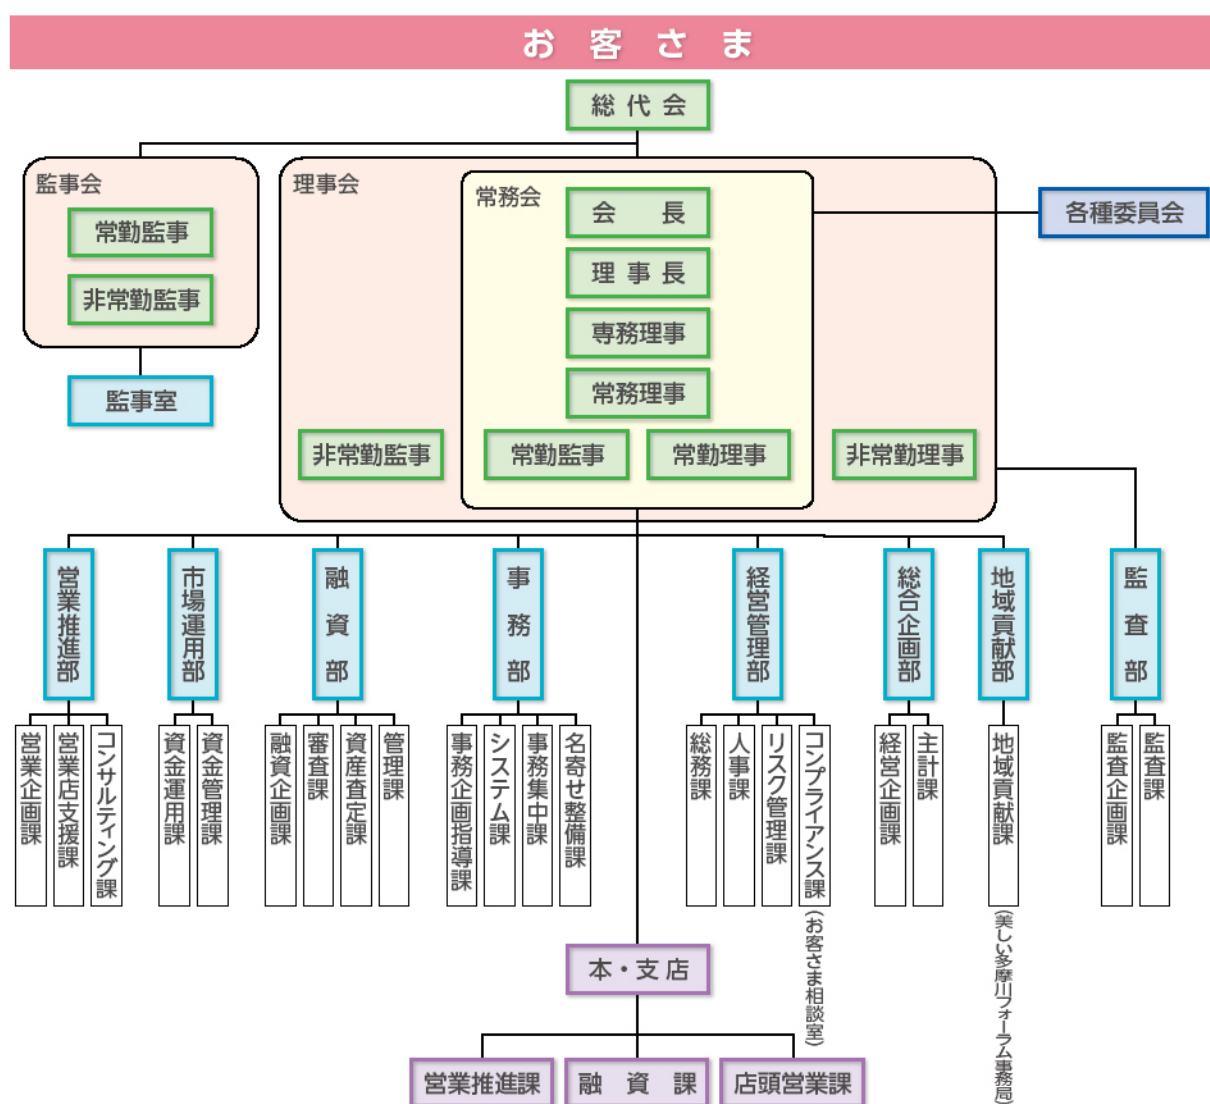 お客さま
総代会
監事会
常勤監事
非常勤監事
監事室
理事会
常務会
会長
理事長
専務理事
常務理事
非常勤監事
常勤監事
常勤理事
非常勤理事
各種委員会
営業推進部
市場運用部
融資部
事務部
経営管理部
総合企画部
地域貢献部
監査部
営業企画課
営業店支援課
コンサルティング課
資金運用課
資金管理課
融資企画課
審査課
資産査定課
管理課
事務企画指導課
システム課
事務集中課
名寄せ整備課
総務課
人事課
リスク管理課
コンプライアンス課
(お客さま相談室)
経営企画課
主計課
地域貢献課
(美しい多摩川フォーラム事務局)
監査企画課
監査課
本・支店
営業推進課
融資課
店頭営業課